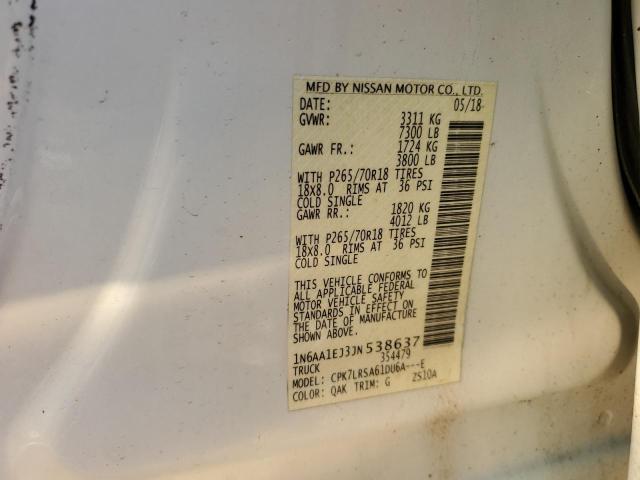 MFD BY NISSAN MOTOR CO., LTD.
DATE: 05/18
GVWR: 3311 KG
7300 LB
GAWR FR.: 1724 KG
3800 LB
WITH P265/70R18 TIRES
18X8.0 RIMS AT 36 PSI
COLD SINGLE
GAWR RR.: 1820 KG
4012 LB
WITH P265/70R18 TIRES
18X8.0 RIMS AT 36 PSI
COLD SINGLE
THIS VEHICLE CONFORMS TO
ALL APPLICABLE FEDERAL
MOTOR VEHICLE SAFETY
STANDARDS IN EFFECT ON
THE DATE OF MANUFACTURE
SHOWN ABOVE.
1N6AA1EJ3JN538637
TRUCK 354479
MODEL: CPK7LRSA61DU6A---E
COLOR: QAK TRIM: G ZS10A